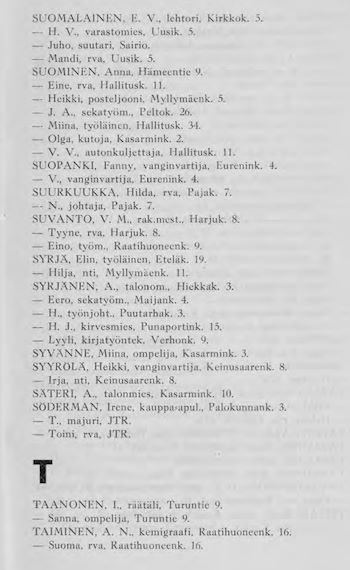 SUOMALAINEN, E. V., lehtori, Kirkkok. 5.
— H. V., varastomies, Uusik. 5.
— Juho, suutari, Sairio.
— Mandi, rva, Uusik. 5.
SUOMINEN, Anna, Hämeentie 9.
— Eine, rva, Hallitusk. 11.
— Heikki, posteljooni, Myllymäenk. 5.
— J. A., sekatyöm., Peltok. 26.
— Miina, työläinen, Hallitusk. 34.
— Olga, kutoja, Kasarmink. 2.
— V. V., autonkuljettaja, Hallitusk. 11.
SUOPANKI, Fanny, vanginvartija, Eurenink. 4.
— V., vanginvartija, Eurenink. 4.
SUURKUUKKA, Hilda, rva, Pajak. 7.
— N., johtaja, Pajak. 7.
SUVANTO, V. M., rak.mest., Harjuk. 8.
— Tyyne, rva, Harjuk. 8.
— Eino, työm., Raatihuoneenk. 9.
SYRJÄ, Elin, työläinen, Eteläk. 19.
— Hilja, nti, Myllymäenk. 11.
SYRJÄNEN, A., talonom., Hiekkak. 3.
— Eero, sekatyöm., Maijank. 4.
— H., työnjoht., Puutarhak. 3.
— H. J., kirvesmies, Punaportink. 15.
— Lyyli, kirjatyöntek., Verhonk. 9.
SYVÄNNE, Miina, ompelija, Kasarmink. 3.
SYYRÖLÄ, Heikki, vanginvartija, Keinusaarenk. 8.
— Irja, nti, Keinusaarenk. 8.
SÄTERI, A., talonmies, Kasarmink. 10.
SÖDERMAN, Irene, kauppa-apul., Palokunnank. 3.
— T., majuri, JTR.
— Toini, rva, JTR.
T
TAANONEN, I., räätäli, Turuntie 9.
— Sanna, ompelija, Turuntie 9.
TAIMINEN, A. N., kemigraafi, Raatihuoneenk. 16.
— Suoma, rva, Raatihuoneenk. 16.